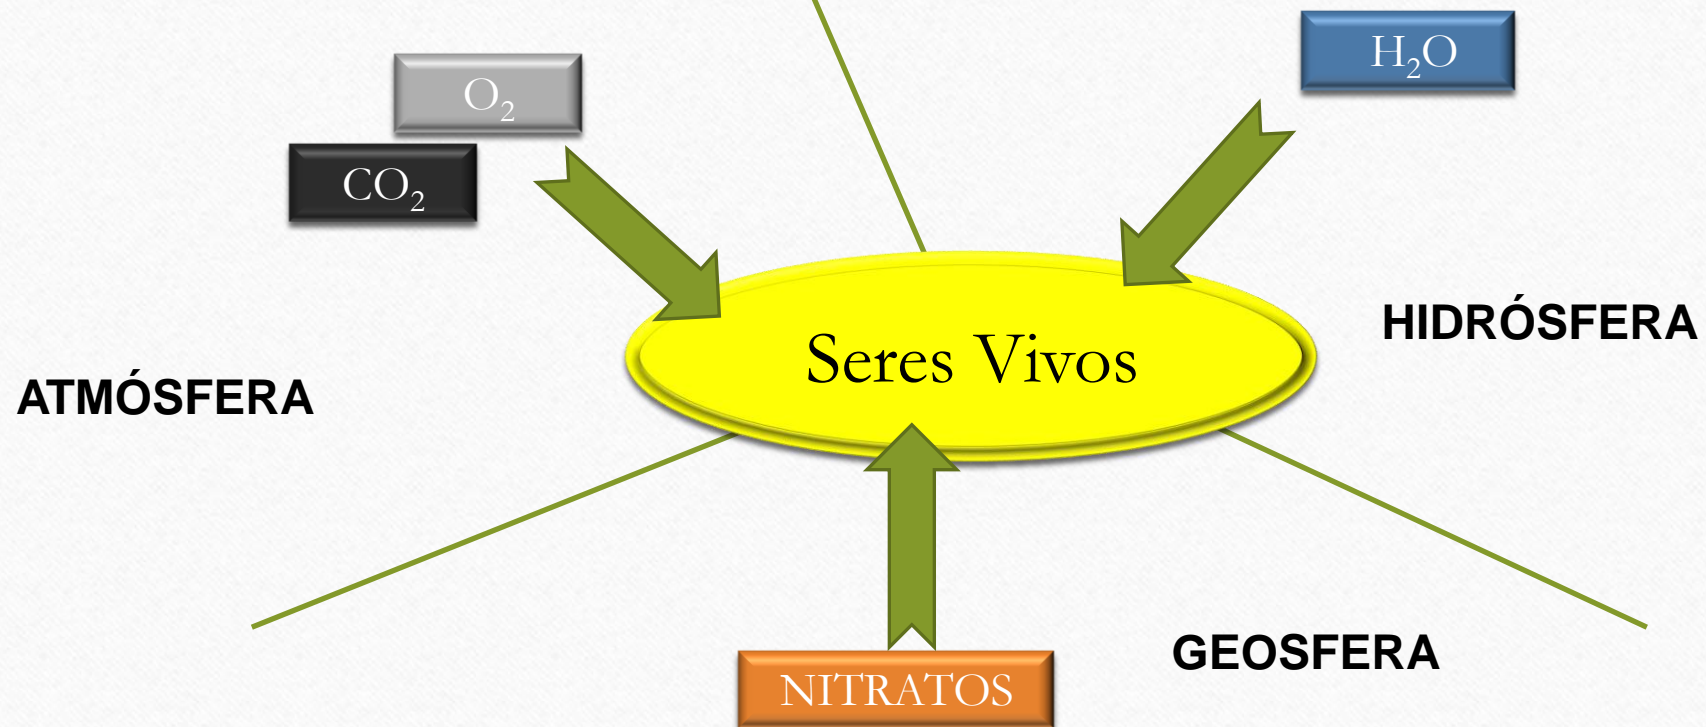 H₂O
O₂
CO₂
Seres Vivos
HIDRÓSFERA
ATMÓSFERA
GEOSFERA
NITRATOS